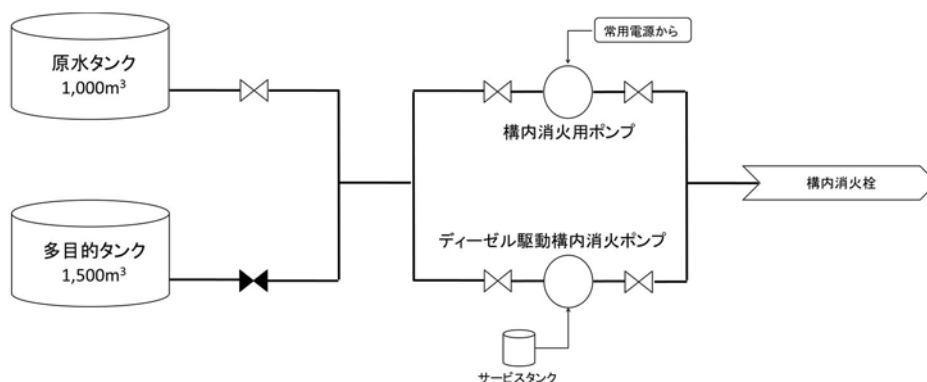 原水タンク
1,000m³
常用電源から
構内消火用ポンプ
構内消火栓
多目的タンク
1,500m³
ディーゼル駆動構内消火ポンプ
サービスタンク